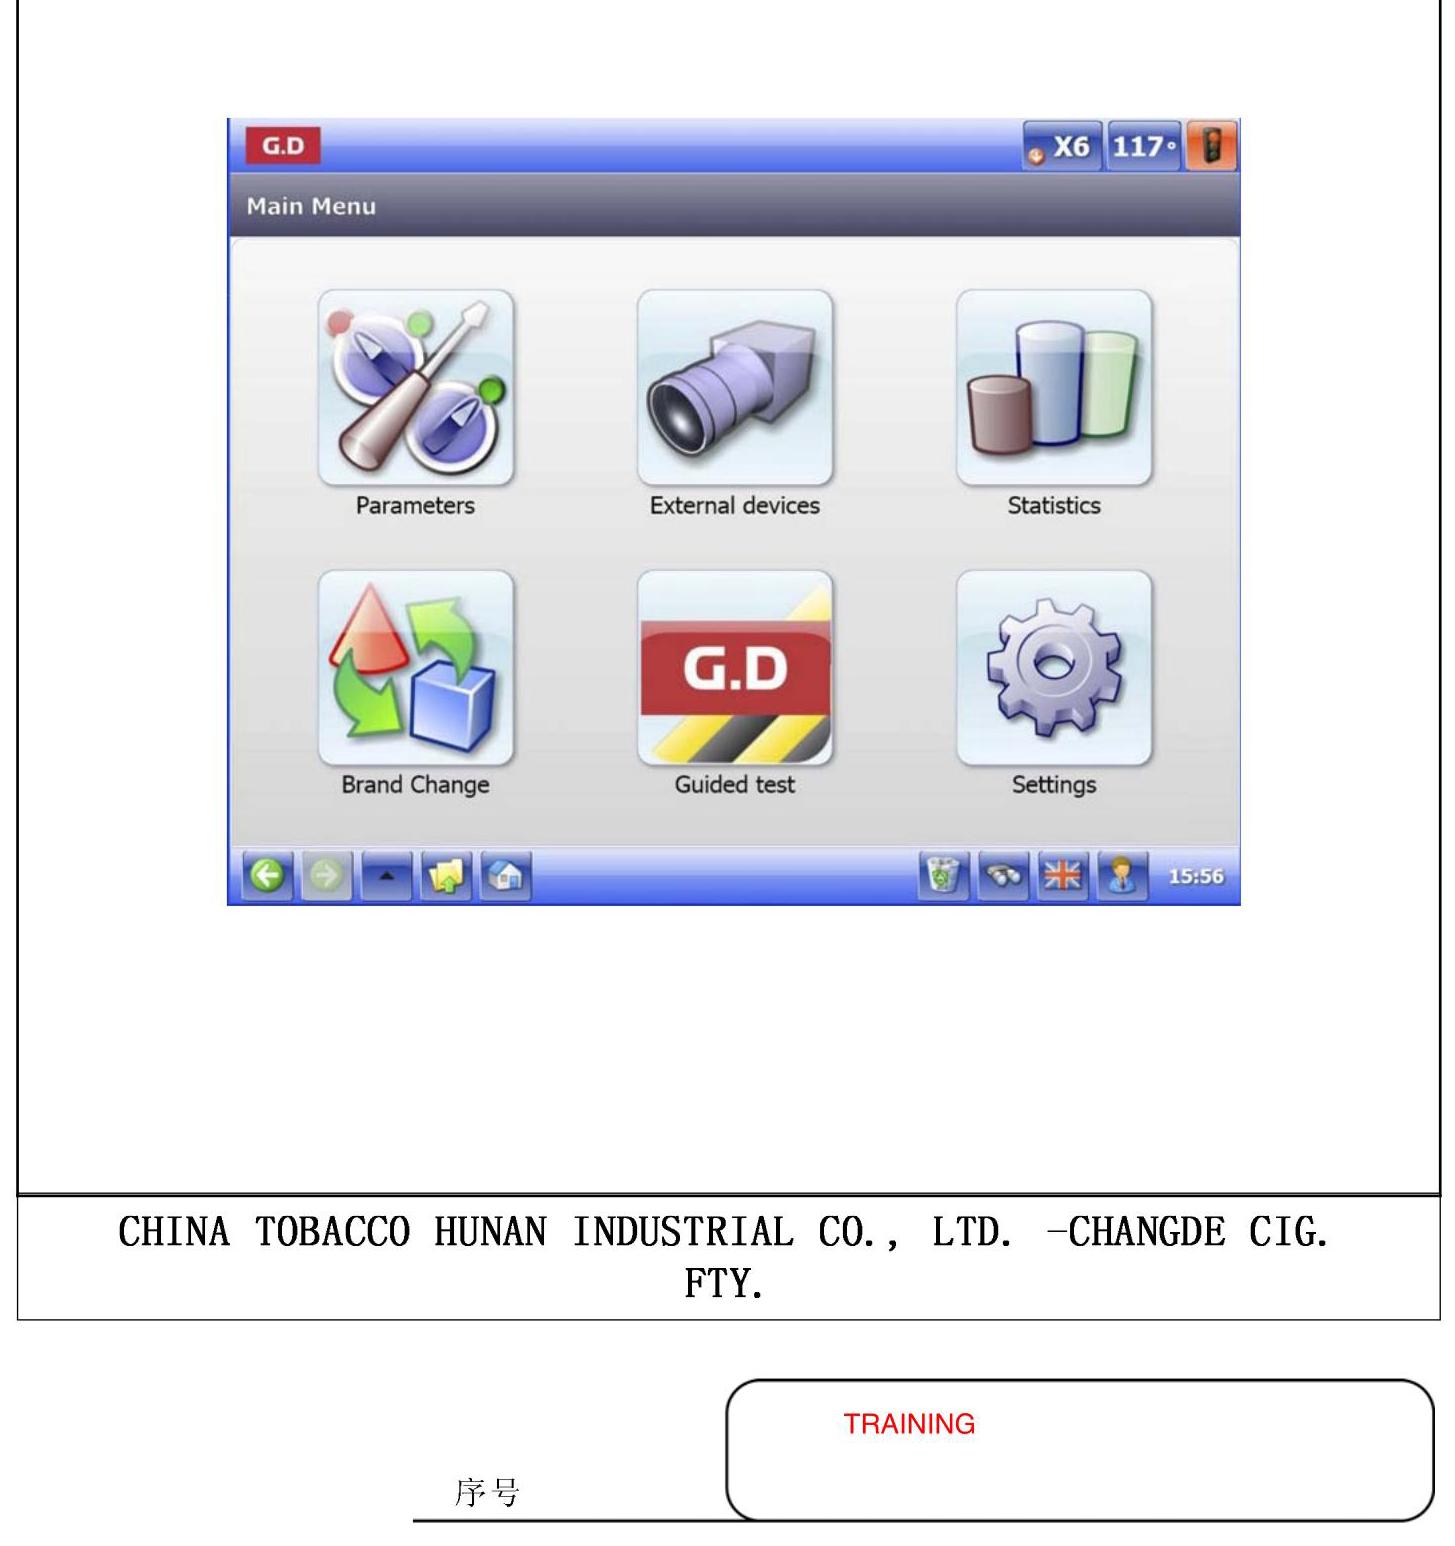 G.D
X6 117°
Main Menu
Parameters External devices Statistics
G.D
Brand Change Guided test Settings
15:56
CHINA TOBACCO HUNAN INDUSTRIAL CO., LTD. -CHANGDE CIG.
FTY.
TRAINING
序号